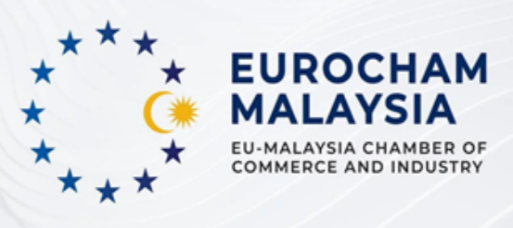 EUROCHAM
MALAYSIA
EU-MALAYSIA CHAMBER OF
COMMERCE AND INDUSTRY